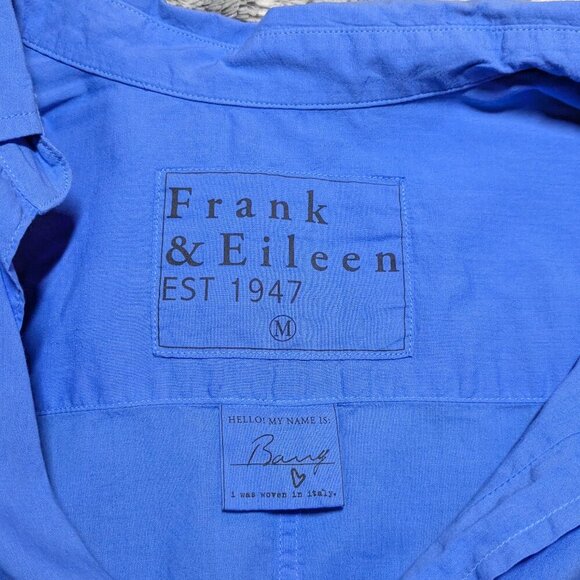 Frank
& Eileen
EST 1947
M
HELLO! MY NAME IS:
Barry
i was woven in italy.